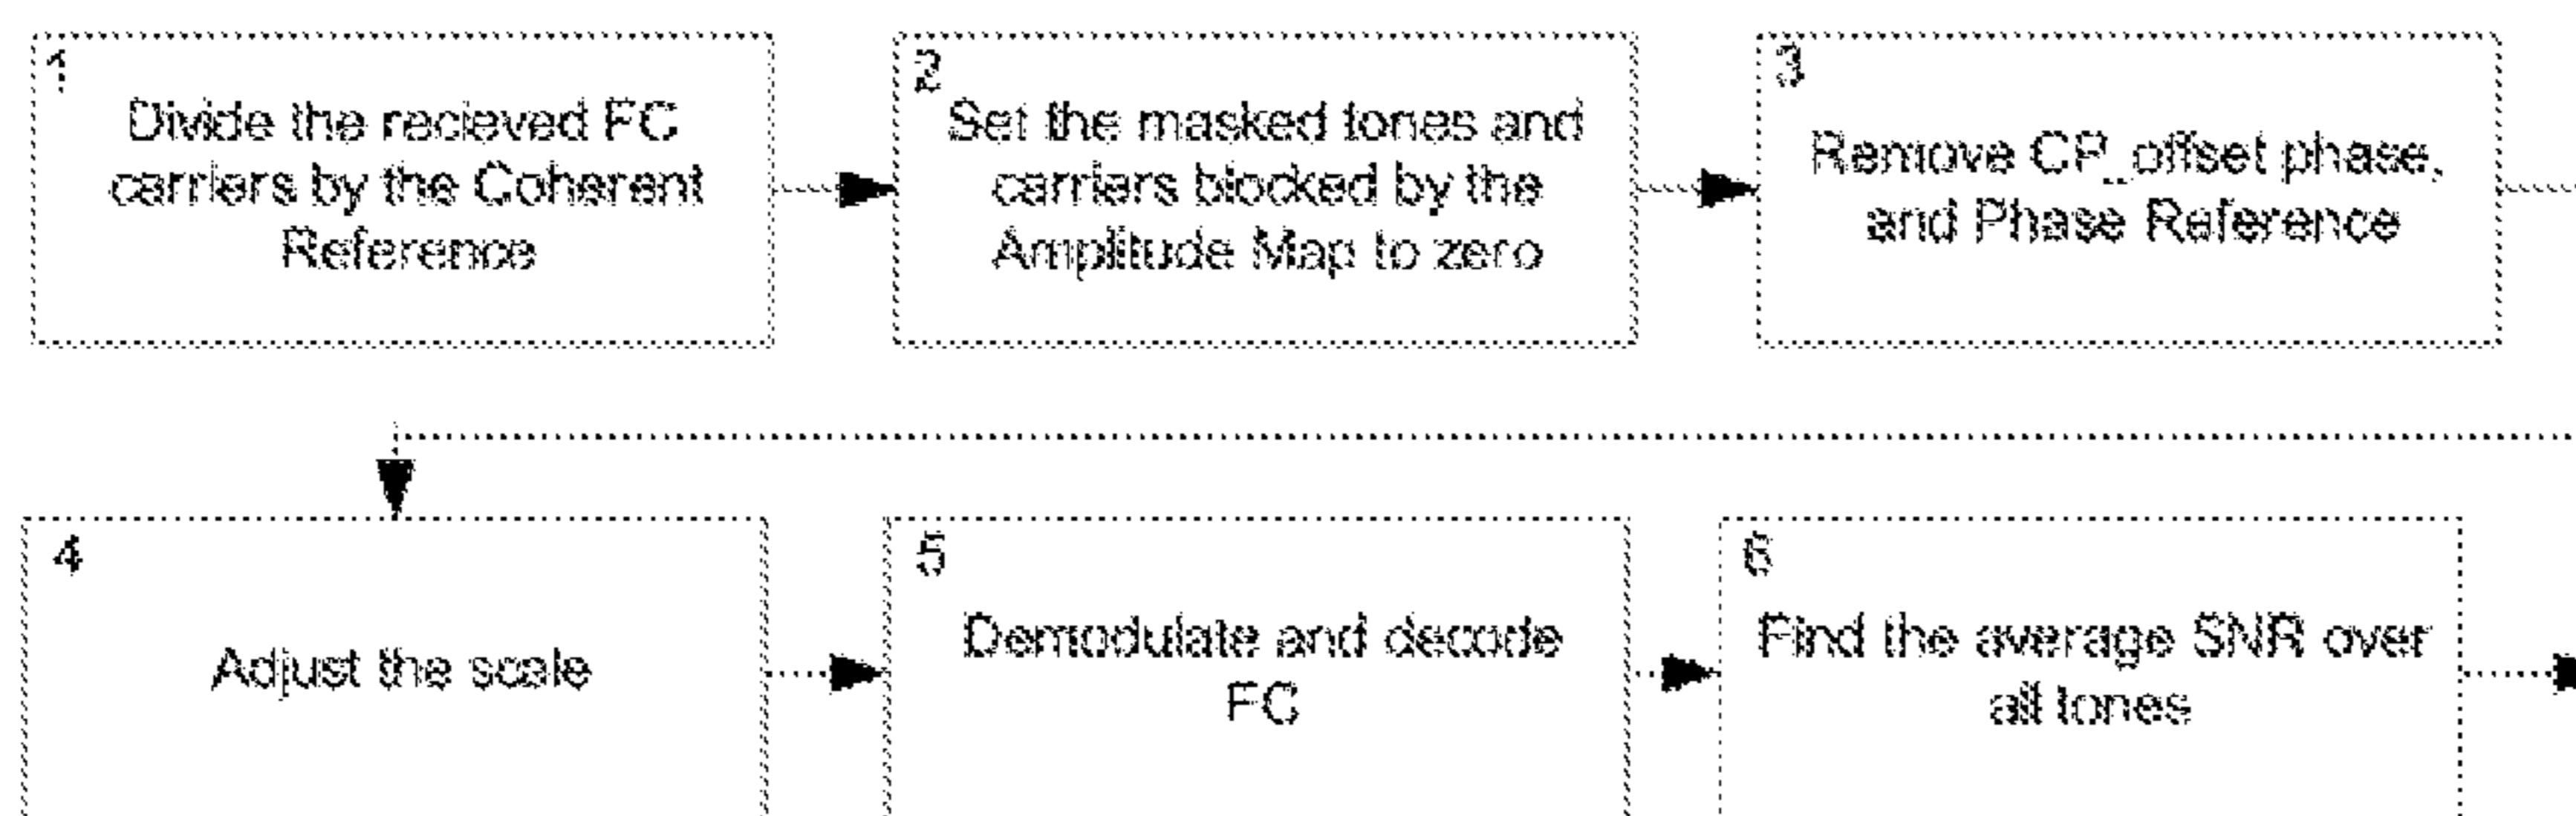 1
Divide the recieved FC
carriers by the Coherent
Reference
2
Set the masked tones and
carriers blocked by the
Amplitude Map to zero
3
Remove CP_offset phase,
and Phase Reference
4
Adjust the scale
5
Demodulate and decode
FC
6
Find the average SNR over
all tones